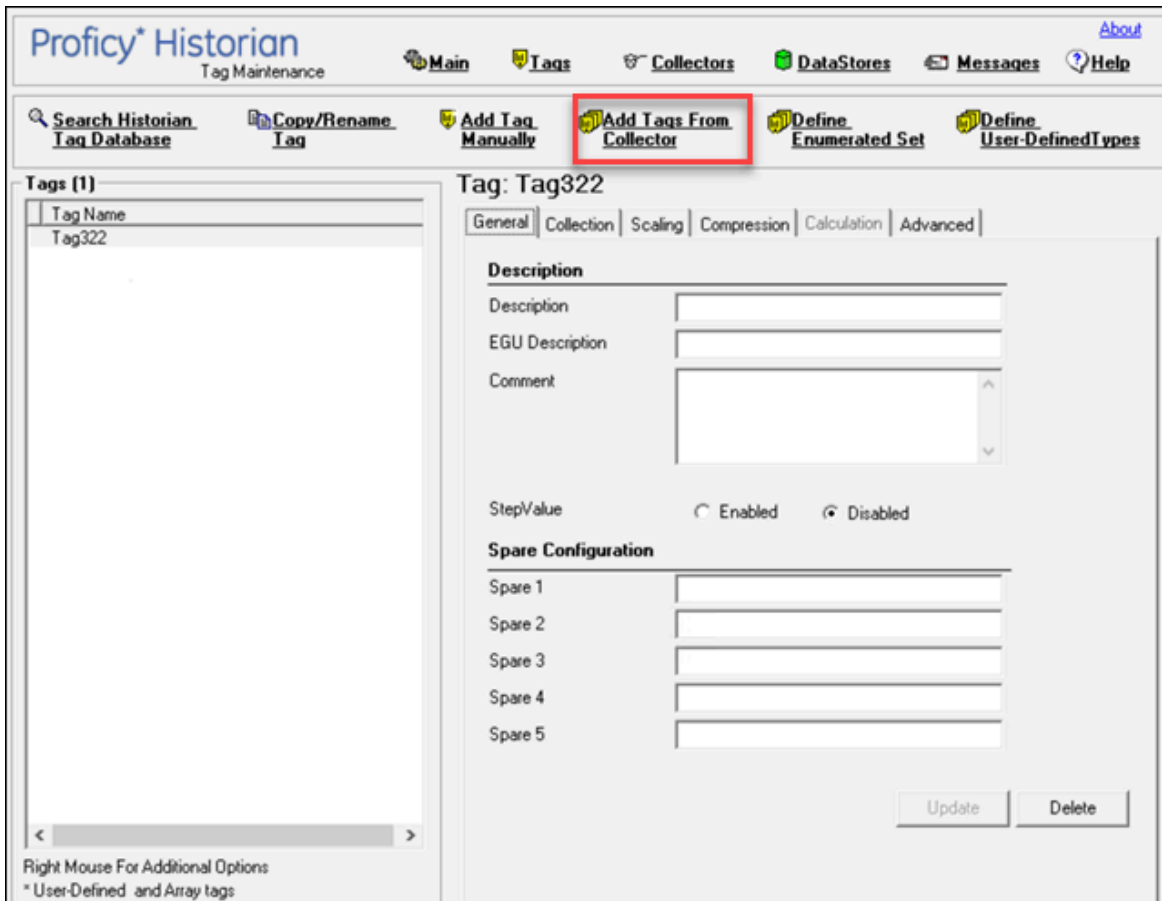 About
Proficy* Historian
Tag Maintenance
Main Tags Collectors DataStores Messages Help
Search Historian Tag Database
Copy/Rename Tag
Add Tag Manually
Add Tags From Collector
Define Enumerated Set
Define User-DefinedTypes
Tags (1)
Tag Name
Tag322
Right Mouse For Additional Options
* User-Defined and Array tags
Tag: Tag322
General Collection Scaling Compression Calculation Advanced
Description
Description
EGU Description
Comment
StepValue Enabled Disabled
Spare Configuration
Spare 1
Spare 2
Spare 3
Spare 4
Spare 5
Update Delete